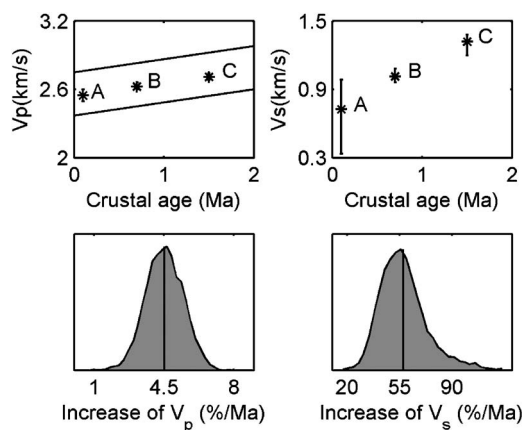 3.2
2.6
2
Vp(km/s)
A
B
C
0
1
2
Crustal age (Ma)
1.5
0.9
0.3
Vs(km/s)
A
B
C
0
1
2
Crustal age (Ma)
1
4.5
8
Increase of Vp (%/Ma)
20
55
90
Increase of Vs (%/Ma)